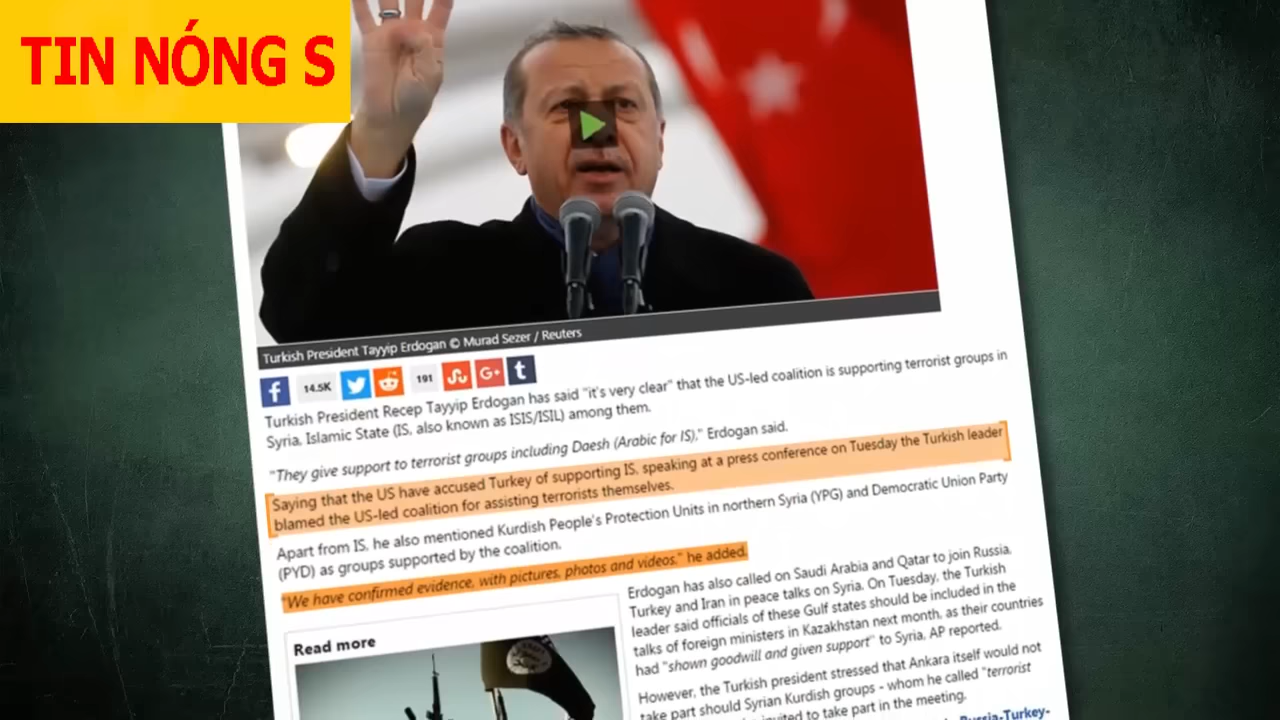 TIN NÓNG S
Turkish President Tayyip Erdogan © Murad Sezer / Reuters
14.5K
191
G+
Turkish President Recep Tayyip Erdogan has said "it's very clear" that the US-led coalition is supporting terrorist groups in
Syria, Islamic State (IS, also known as ISIS/ISIL) among them.
"They give support to terrorist groups including Daesh (Arabic for IS)," Erdogan said.
Saying that the US have accused Turkey of supporting IS, speaking at a press conference on Tuesday the Turkish leader
blamed the US-led coalition for assisting terrorists themselves.
Apart from IS, he also mentioned Kurdish People's Protection Units in northern Syria (YPG) and Democratic Union Party
(PYD) as groups supported by the coalition.
"We have confirmed evidence, with pictures, photos and videos," he added.
Read more
Erdogan has also called on Saudi Arabia and Qatar to join Russia,
Turkey and Iran in peace talks on Syria. On Tuesday, the Turkish
leader said officials of these Gulf states should be included in the
talks of foreign ministers in Kazakhstan next month, as their countries
had "shown goodwill and given support" to Syria, AP reported.
However, the Turkish president stressed that Ankara itself would not
take part should Syrian Kurdish groups - whom he called "terrorist
invited to take part in the meeting.
Russia-Turkey-